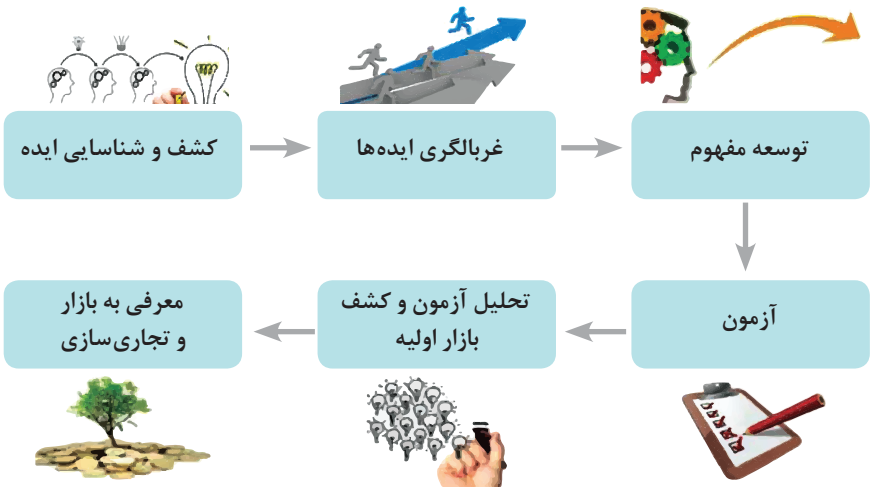 کشف و شناسایی ایده
غربالگری ایده‌ها
توسعه مفهوم
آزمون
تحلیل آزمون و کشف
بازار اولیه
معرفی به بازار
و تجاری‌سازی